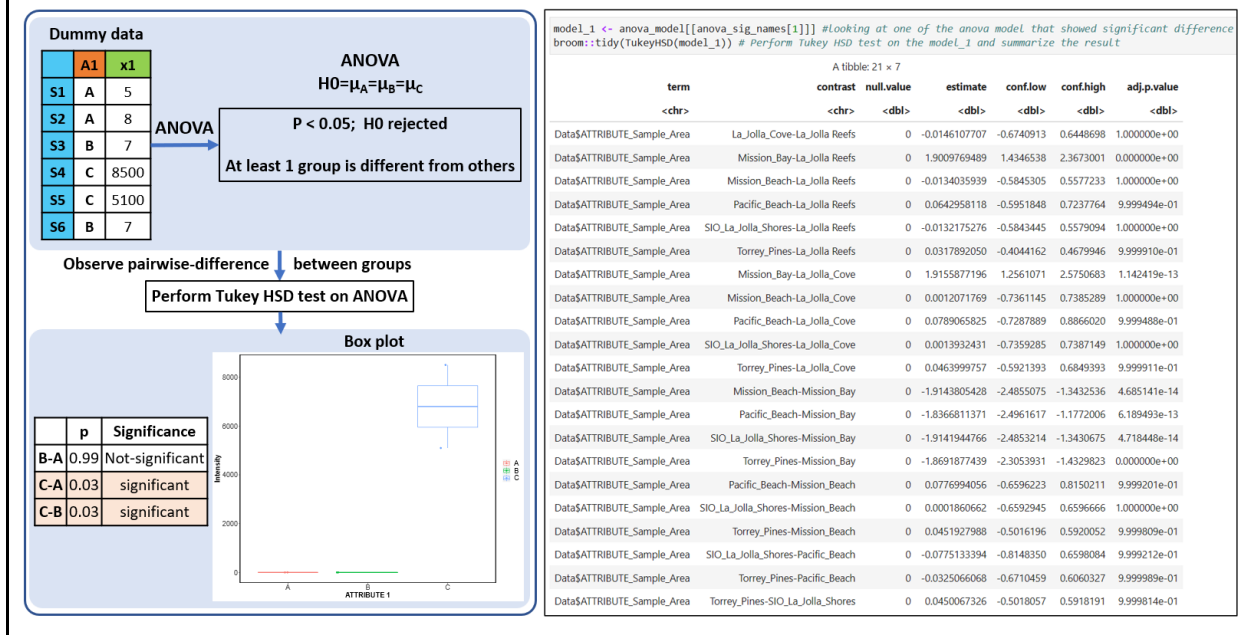 Dummy data
A1 x1
S1 A 5
S2 A 8
S3 B 7
S4 C 8500
S5 C 5100
S6 B 7
ANOVA
ANOVA
H0=μA=μB=μC
P < 0.05; H0 rejected
At least 1 group is different from others
Observe pairwise-difference between groups
Perform Tukey HSD test on ANOVA
Box plot
p Significance
B-A 0.99 Not-significant
C-A 0.03 significant
C-B 0.03 significant
Intensity
8000
6000
4000
2000
0
A B C
ATTRIBUTE 1
A
B
C
model_1 <- anova_model[[anova_sig_names[1]]] #Looking at one of the anova model that showed significant difference
broom::tidy(TukeyHSD(model_1)) # Perform Tukey HSD test on the model_1 and summarize the result
A tibble: 21 × 7
term contrast null.value estimate conf.low conf.high adj.p.value
<chr> <chr> <dbl> <dbl> <dbl> <dbl> <dbl>
Data$ATTRIBUTE_Sample_Area La_Jolla_Cove-La_Jolla Reefs 0 -0.0146107707 -0.6740913 0.6448698 1.000000e+00
Data$ATTRIBUTE_Sample_Area Mission_Bay-La_Jolla Reefs 0 1.9009769489 1.4346538 2.3673001 0.000000e+00
Data$ATTRIBUTE_Sample_Area Mission_Beach-La_Jolla Reefs 0 -0.0134035939 -0.5845305 0.5577233 1.000000e+00
Data$ATTRIBUTE_Sample_Area Pacific_Beach-La_Jolla Reefs 0 0.0642958118 -0.5951848 0.7237764 9.999494e-01
Data$ATTRIBUTE_Sample_Area SIO_La_Jolla_Shores-La_Jolla Reefs 0 -0.0132175276 -0.5843445 0.5579094 1.000000e+00
Data$ATTRIBUTE_Sample_Area Torrey_Pines-La_Jolla Reefs 0 0.0317892050 -0.4044162 0.4679946 9.999910e-01
Data$ATTRIBUTE_Sample_Area Mission_Bay-La_Jolla_Cove 0 1.9155877196 1.2561071 2.5750683 1.142419e-13
Data$ATTRIBUTE_Sample_Area Mission_Beach-La_Jolla_Cove 0 0.0012071769 -0.7361145 0.7385289 1.000000e+00
Data$ATTRIBUTE_Sample_Area Pacific_Beach-La_Jolla_Cove 0 0.0789065825 -0.7287889 0.8866020 9.999488e-01
Data$ATTRIBUTE_Sample_Area SIO_La_Jolla_Shores-La_Jolla_Cove 0 0.0013932431 -0.7359285 0.7387149 1.000000e+00
Data$ATTRIBUTE_Sample_Area Torrey_Pines-La_Jolla_Cove 0 0.0463999757 -0.5921393 0.6849393 9.999911e-01
Data$ATTRIBUTE_Sample_Area Mission_Beach-Mission_Bay 0 -1.9143805428 -2.4855075 -1.3432536 4.685141e-14
Data$ATTRIBUTE_Sample_Area Pacific_Beach-Mission_Bay 0 -1.8366811371 -2.4961617 -1.1772006 6.189493e-13
Data$ATTRIBUTE_Sample_Area SIO_La_Jolla_Shores-Mission_Bay 0 -1.9141944766 -2.4853214 -1.3430675 4.718448e-14
Data$ATTRIBUTE_Sample_Area Torrey_Pines-Mission_Bay 0 -1.8691877439 -2.3053931 -1.4329823 0.000000e+00
Data$ATTRIBUTE_Sample_Area Pacific_Beach-Mission_Beach 0 0.0776994056 -0.6596223 0.8150211 9.999201e-01
Data$ATTRIBUTE_Sample_Area SIO_La_Jolla_Shores-Mission_Beach 0 0.0001860662 -0.6592945 0.6596666 1.000000e+00
Data$ATTRIBUTE_Sample_Area Torrey_Pines-Mission_Beach 0 0.0451927988 -0.5016196 0.5920052 9.999809e-01
Data$ATTRIBUTE_Sample_Area SIO_La_Jolla_Shores-Pacific_Beach 0 -0.0775133394 -0.8148350 0.6598084 9.999212e-01
Data$ATTRIBUTE_Sample_Area Torrey_Pines-Pacific_Beach 0 -0.0325066068 -0.6710459 0.6060327 9.999989e-01
Data$ATTRIBUTE_Sample_Area Torrey_Pines-SIO_La_Jolla_Shores 0 0.0450067326 -0.5018057 0.5918191 9.999814e-01